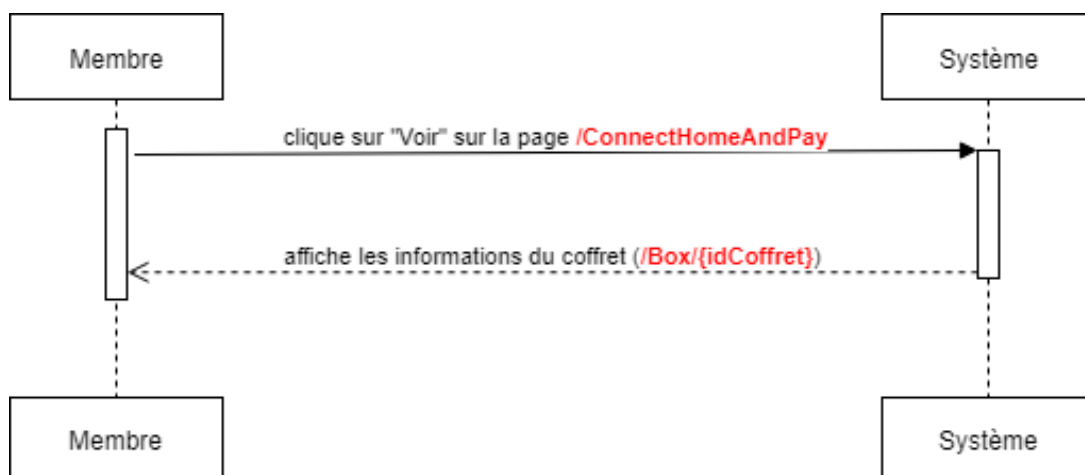 Membre
Système
clique sur "Voir" sur la page /ConnectHomeAndPay
affiche les informations du coffret (/Box/{idCoffret})
Membre
Système